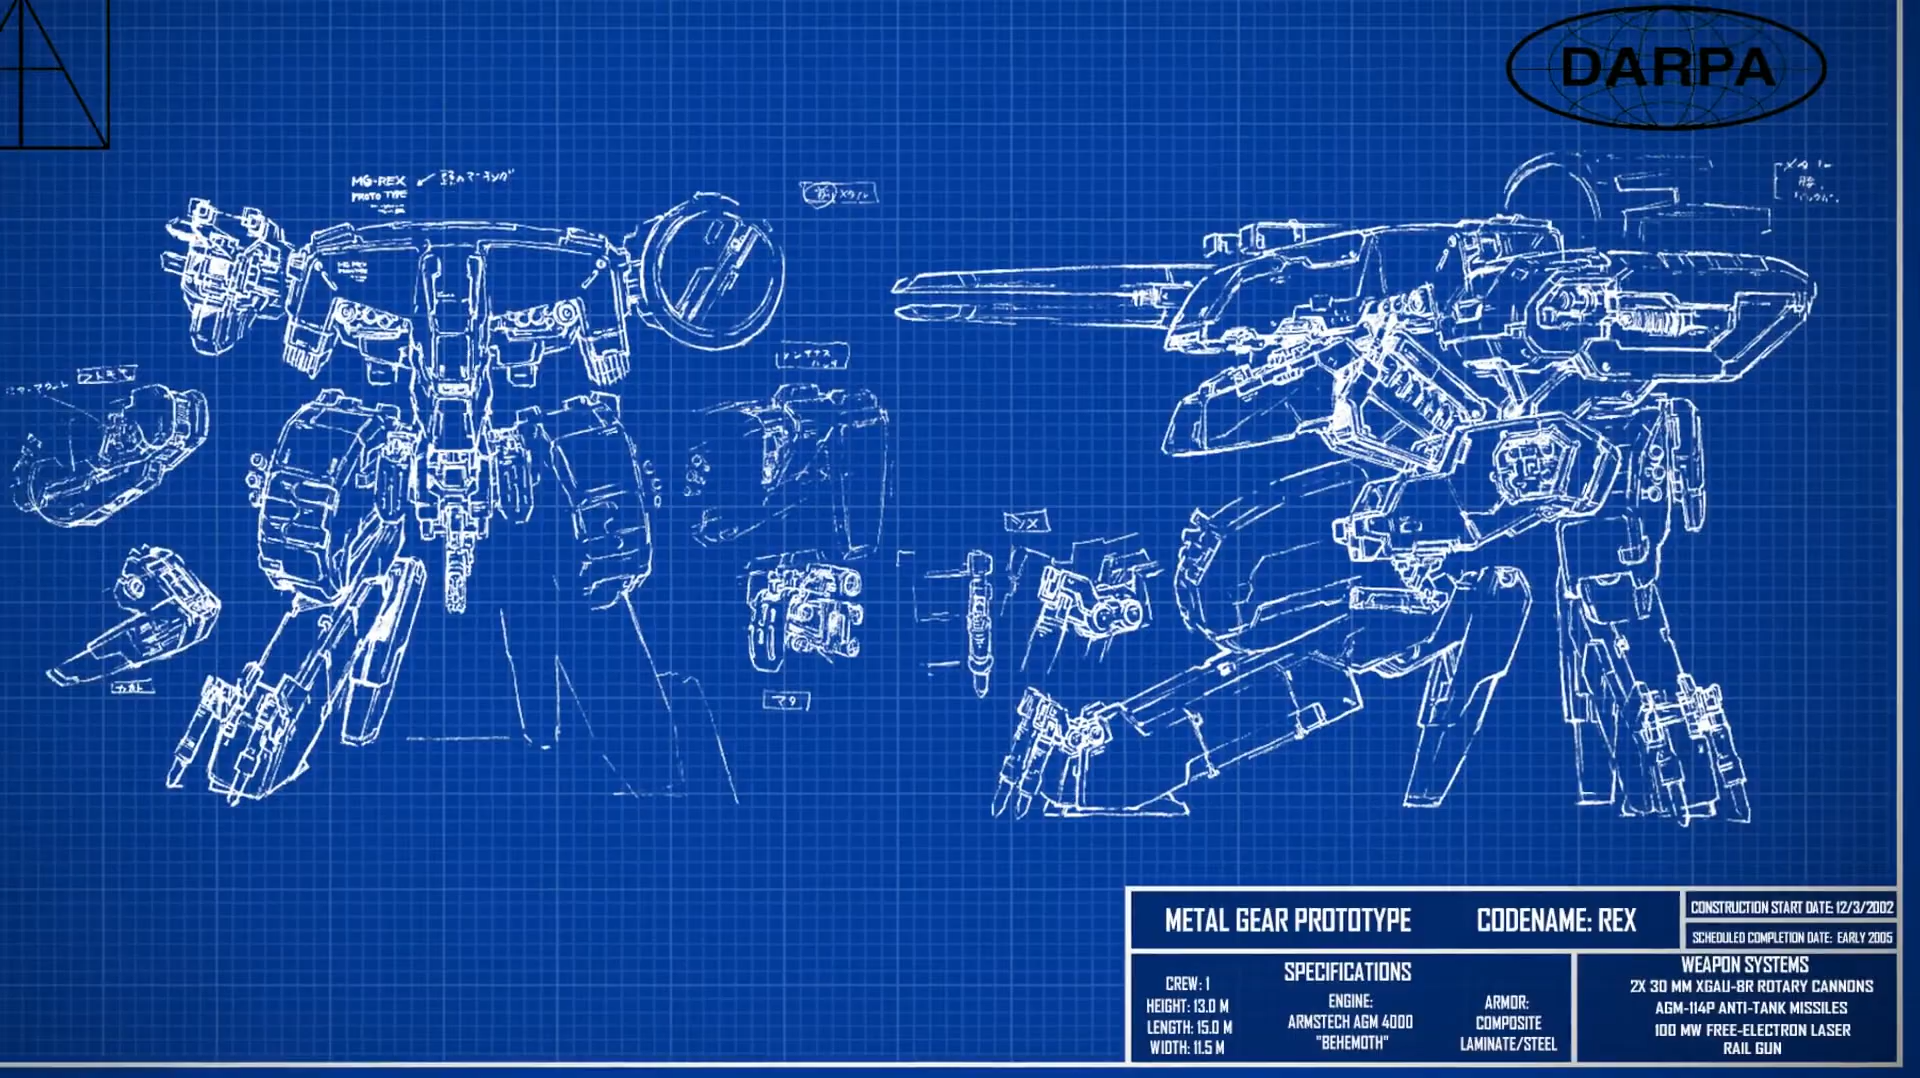 DARPA
MG-REX
PROTO TYPE
METAL GEAR PROTOTYPE
CODENAME: REX
CONSTRUCTION START DATE: 12/3/2002
SCHEDULED COMPLETION DATE: EARLY 2005
SPECIFICATIONS
CREW: 1
HEIGHT: 13.0 M
LENGTH: 15.0 M
WIDTH: 11.5 M
ENGINE:
ARMSTECH AGM 4000
"BEHEMOTH"
ARMOR:
COMPOSITE
LAMINATE/STEEL
WEAPON SYSTEMS
2X 30 MM XGAU-8R ROTARY CANNONS
AGM-114P ANTI-TANK MISSILES
100 MW FREE-ELECTRON LASER
RAIL GUN